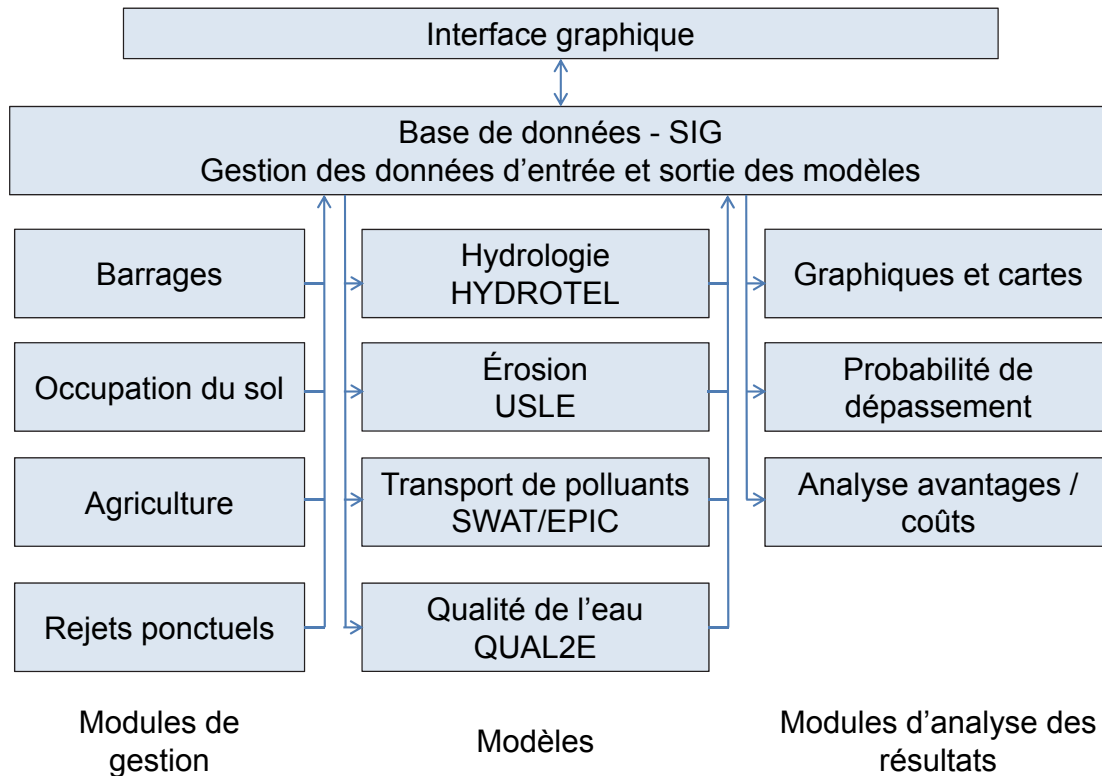 Interface graphique
Base de données - SIG
Gestion des données d’entrée et sortie des modèles
Barrages
Hydrologie
HYDROTEL
Graphiques et cartes
Occupation du sol
Érosion
USLE
Probabilité de
dépassement
Agriculture
Transport de polluants
SWAT/EPIC
Analyse avantages /
coûts
Rejets ponctuels
Qualité de l’eau
QUAL2E
Modules de
gestion
Modèles
Modules d’analyse des
résultats